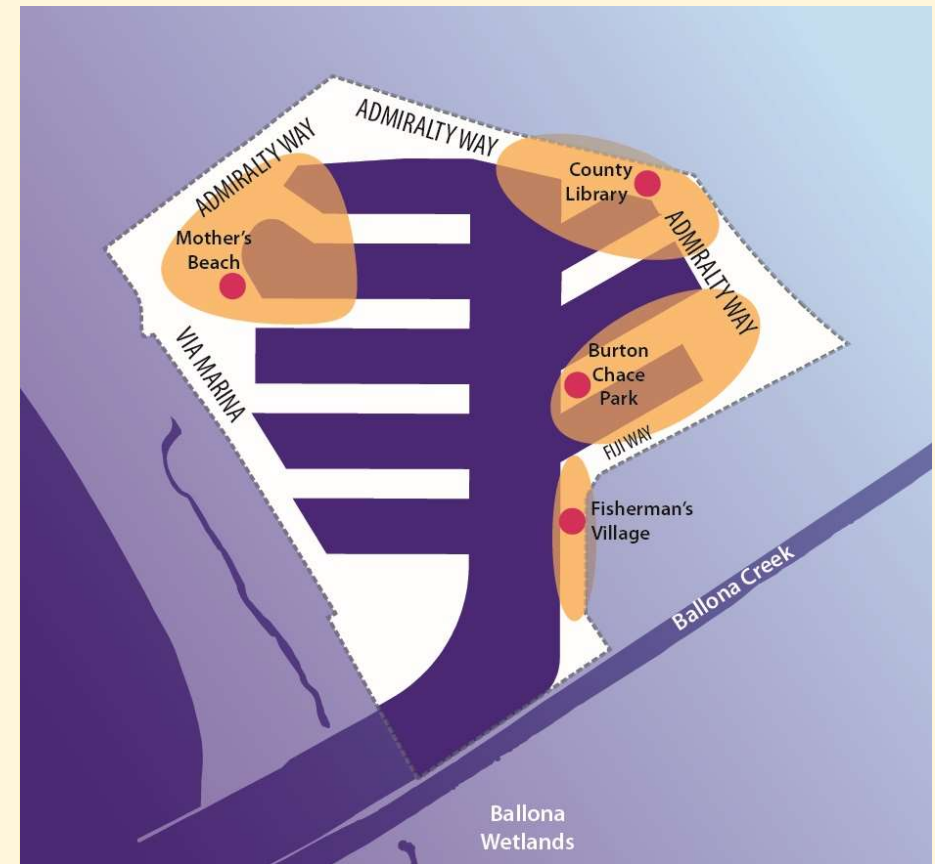 ADMIRALTY WAY
ADMIRALTY WAY
County
Library
Mother's
Beach
ADMIRALTY WAY
VIA MARINA
Burton
Chace
Park
FIJI WAY
Fisherman's
Village
Ballona Creek
Ballona
Wetlands